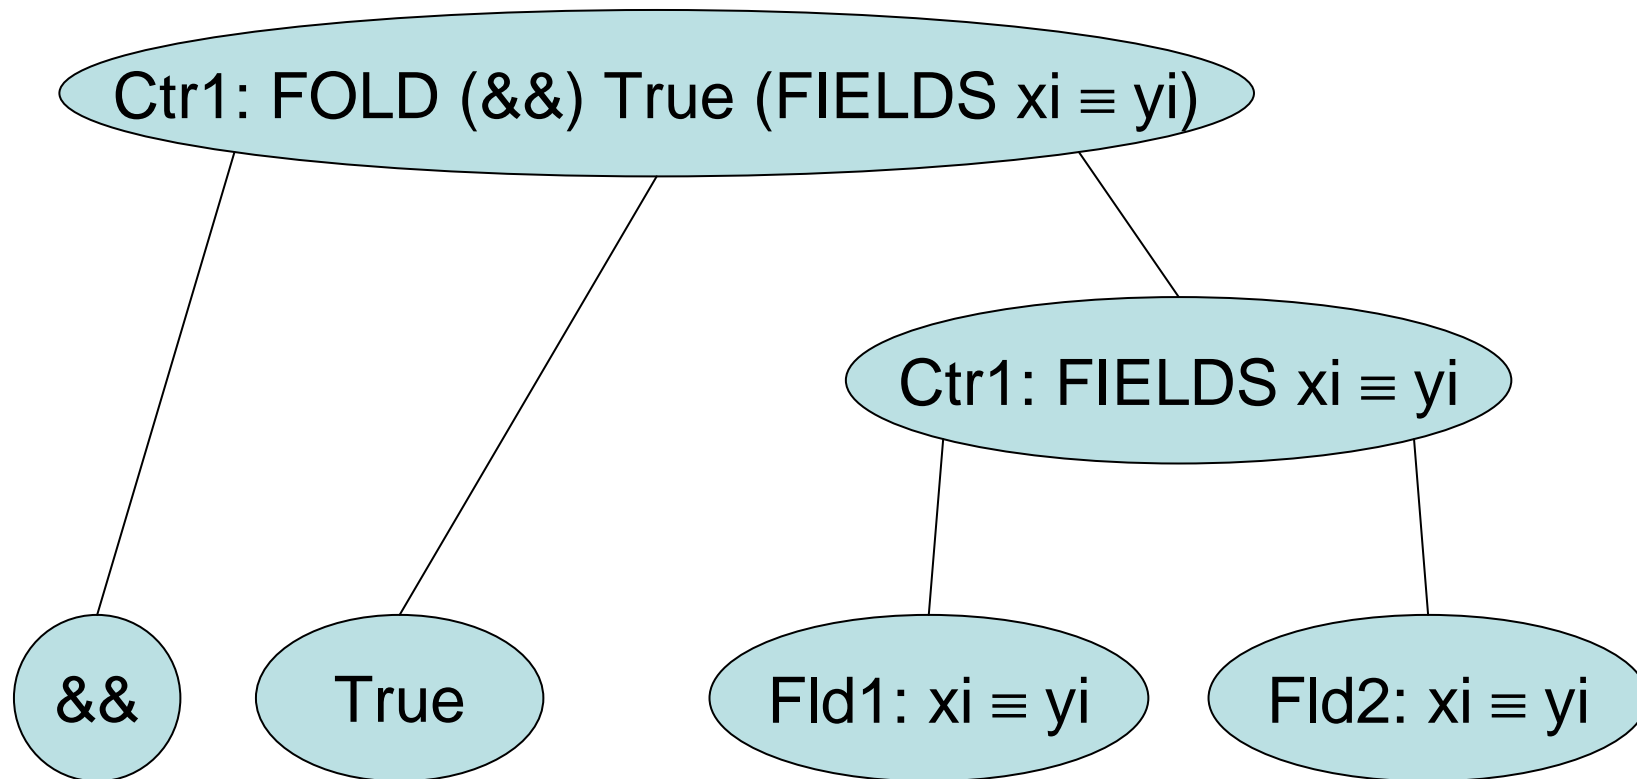 Ctr1: FOLD (&&) True (FIELDS xi ≡ yi)
Ctr1: FIELDS xi ≡ yi
&&
True
Fld1: xi ≡ yi
Fld2: xi ≡ yi